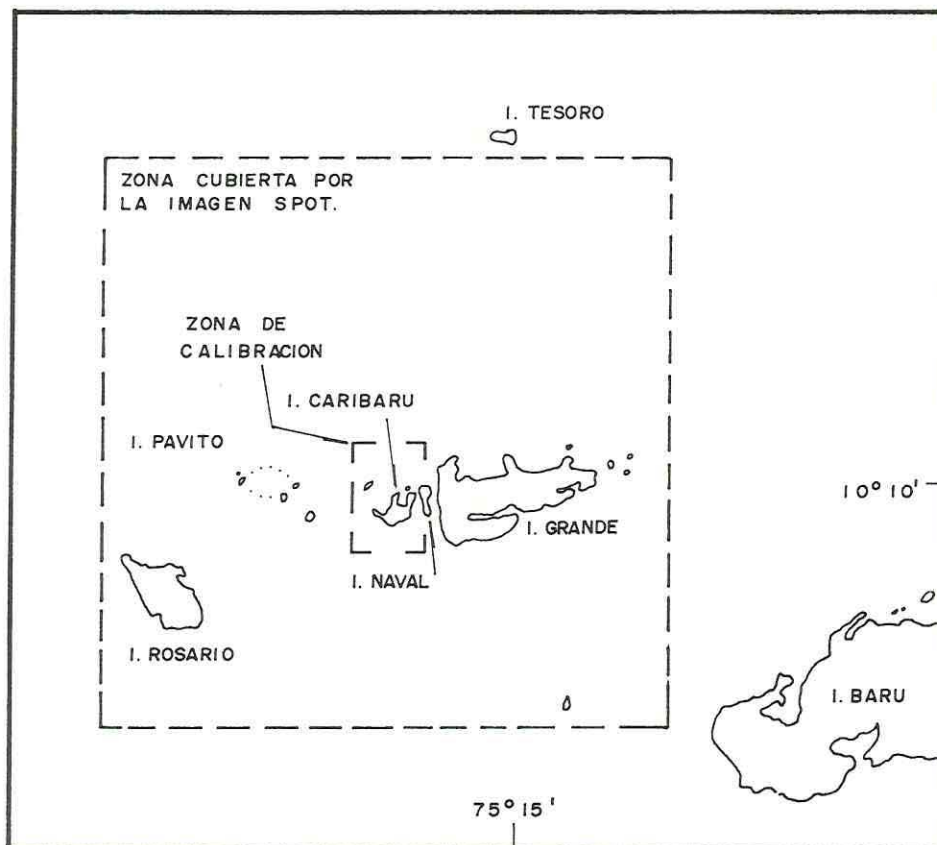 I. TESORO
ZONA CUBIERTA POR
LA IMAGEN SPOT.
ZONA DE
CALIBRACION
I. CARIBARU
I. PAVITO
10° 10'
I. GRANDE
I. NAVAL
I. ROSARIO
I. BARU
75° 15'